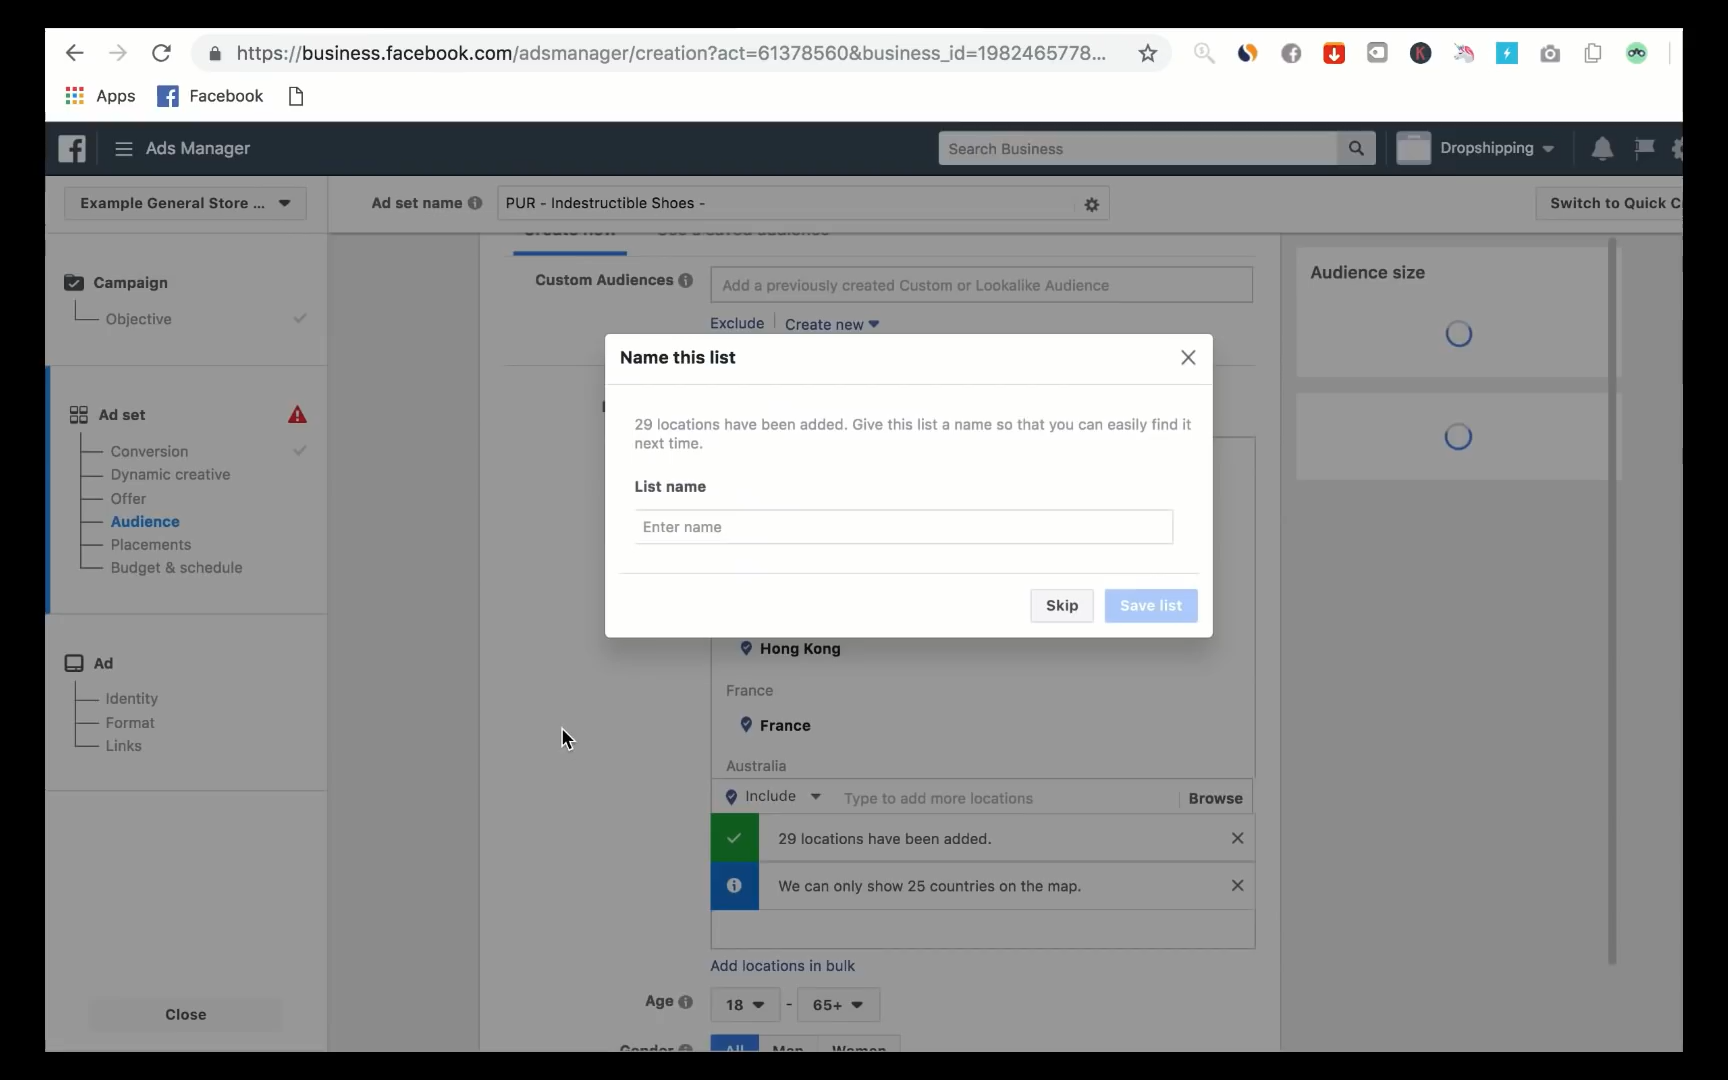 https://business.facebook.com/adsmanager/creation?act=61378560&business_id=1982465778...
Apps
Facebook
Ads Manager
Search Business
Dropshipping
Example General Store ...
Ad set name
PUR - Indestructible Shoes -
Switch to Quick C
Campaign
Objective
Ad set
Conversion
Dynamic creative
Offer
Audience
Placements
Budget & schedule
Ad
Identity
Format
Links
Close
Custom Audiences
Add a previously created Custom or Lookalike Audience
Exclude
Create new
Name this list
29 locations have been added. Give this list a name so that you can easily find it
next time.
List name
Enter name
Skip
Save list
Hong Kong
France
France
Australia
Include
Type to add more locations
Browse
29 locations have been added.
We can only show 25 countries on the map.
Add locations in bulk
Age
18
-
65+
Gender
All
Men
Women
Audience size